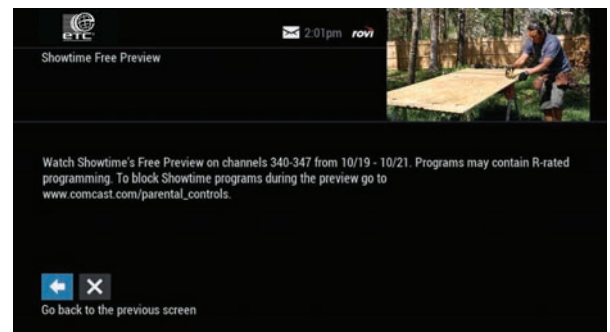 etc
2:01pm rovi
Showtime Free Preview
Watch Showtime's Free Preview on channels 340-347 from 10/19 - 10/21. Programs may contain R-rated
programming. To block Showtime programs during the preview go to
www.comcast.com/parental_controls.
Go back to the previous screen